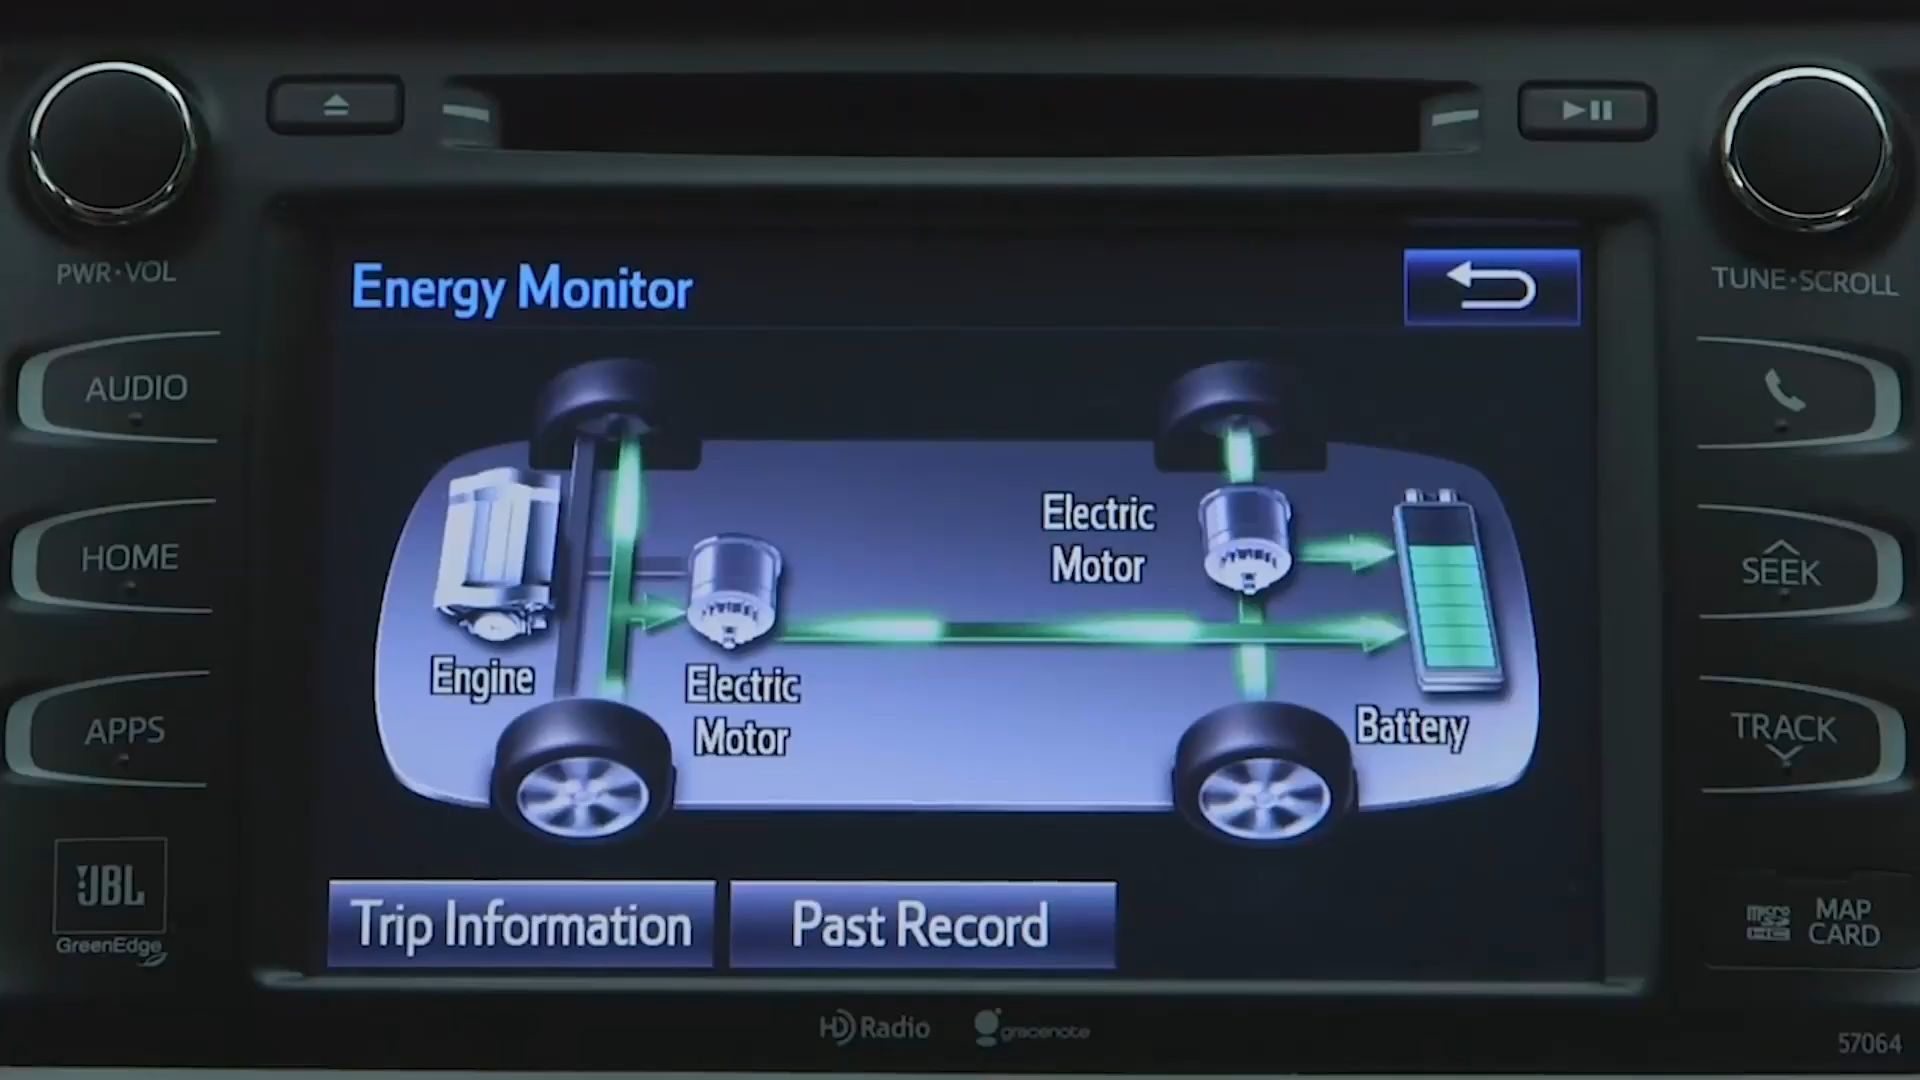 PWR·VOL
TUNE·SCROLL
Energy Monitor
AUDIO
HOME
SEEK
Electric
Motor
Engine
Electric
Motor
Battery
APPS
TRACK
JBL
GreenEdge
Trip Information
Past Record
micro
MAP
CARD
HD Radio
gracenote
57064